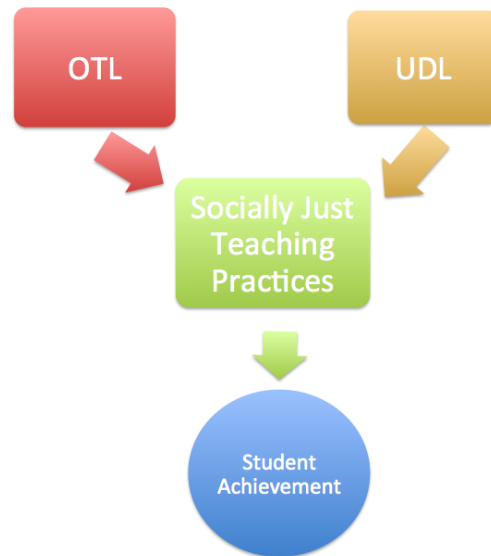 OTL
UDL
Socially Just
Teaching
Practices
Student
Achievement